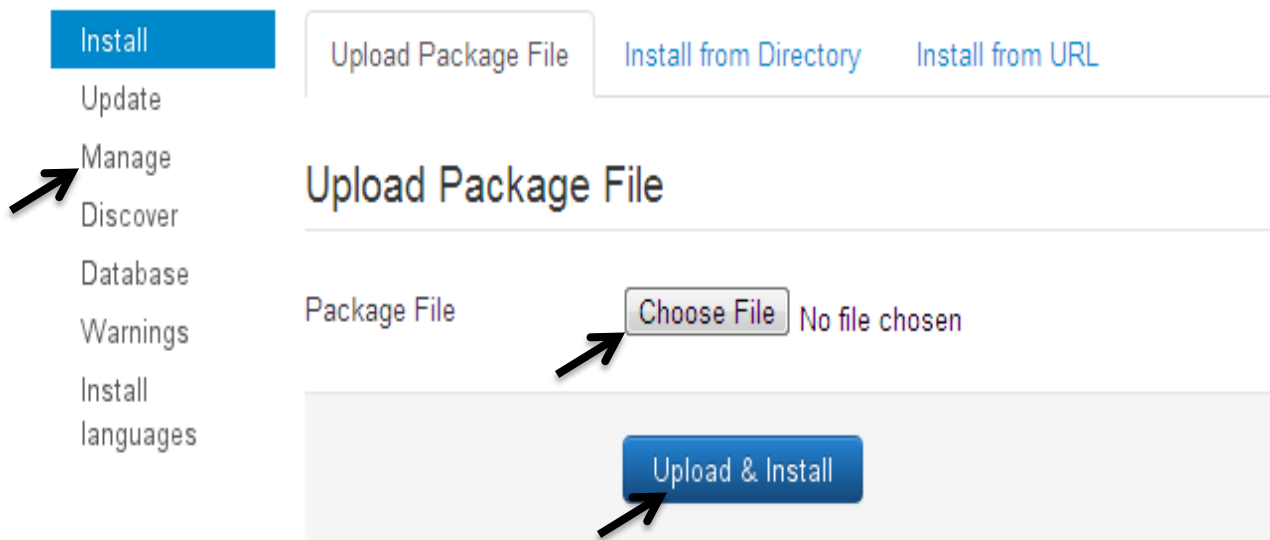 Install
Update
Manage
Discover
Database
Warnings
Install
languages
Upload Package File
Install from Directory
Install from URL
Upload Package File
Package File
Choose File No file chosen
Upload & Install